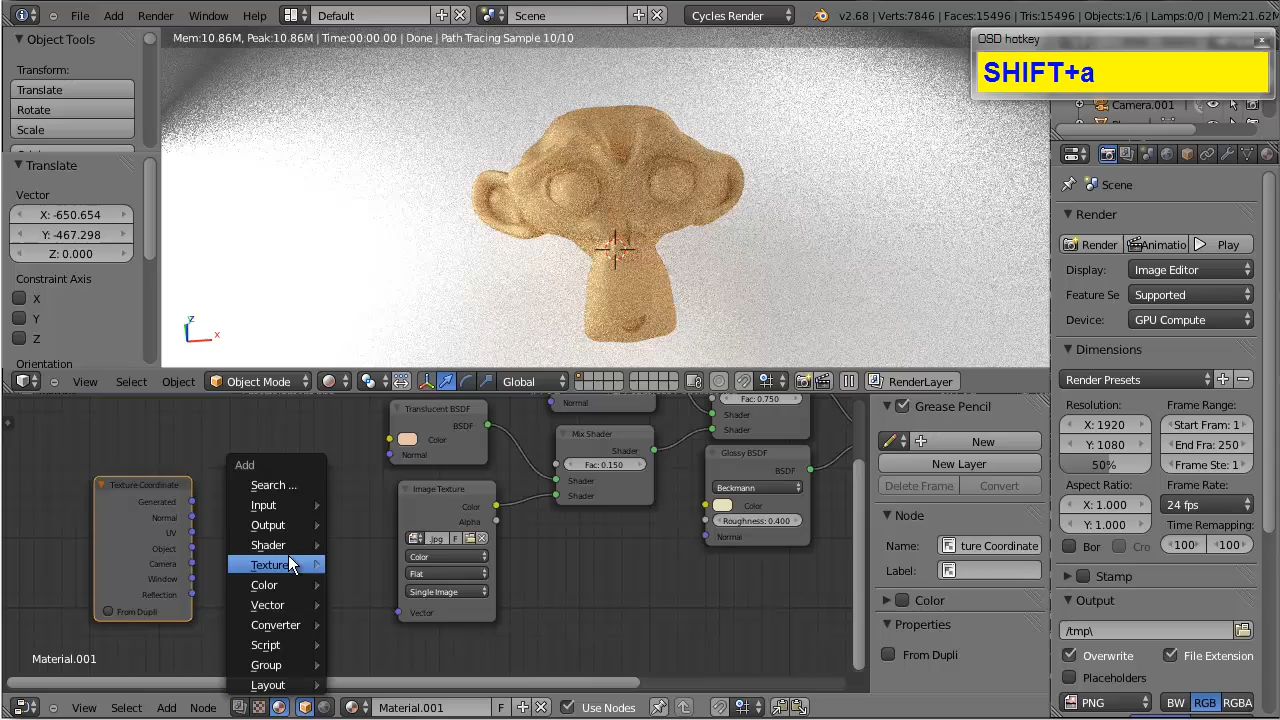 File Add Render Window Help Default Scene Cycles Render v2.68 | Verts:7846 | Faces:15496 | Tris:15496 | Objects:1/6 | Lamps:0/0 | Mem:21.62M
Object Tools
Transform:
Translate
Rotate
Scale
Translate
Vector
X: -650.654
Y: -467.298
Z: 0.000
Constraint Axis
X
Y
Z
Orientation
Mem:10.86M, Peak:10.86M | Time:00:00.00 | Done | Path Tracing Sample 10/10
z
x
OSD hotkey
SHIFT+a
Camera.001
Scene
Render
Render Animatio Play
Display: Image Editor
Feature Se Supported
Device: GPU Compute
Dimensions
Render Presets
Resolution: Frame Range:
X: 1920 Start Fram: 1
Y: 1080 End Fra: 250
50% Frame Ste: 1
Aspect Ratio: Frame Rate:
X: 1.000 24 fps
Y: 1.000 Time Remapping:
Bor Cro 100 100
Stamp
Output
/tmp\
Overwrite File Extension
Placeholders
PNG BW RGB RGBA
View Select Object Object Mode Global RenderLayer
Texture Coordinate
Generated
Normal
UV
Object
Camera
Window
Reflection
From Dupli
Add
Search ...
Input
Output
Shader
Texture
Color
Vector
Converter
Script
Group
Layout
Translucent BSDF
BSDF
Color
Normal
Image Texture
Color
Alpha
.jpg F
Color
Flat
Single Image
Vector
Normal
Mix Shader
Shader
Fac: 0.150
Shader
Shader
Fac: 0.750
Shader
Shader
Glossy BSDF
BSDF
Beckmann
Color
Roughness: 0.400
Normal
Material.001
Grease Pencil
New
New Layer
Delete Frame Convert
Node
Name: ture Coordinate
Label:
Color
Properties
From Dupli
View Select Add Node Material.001 F Use Nodes